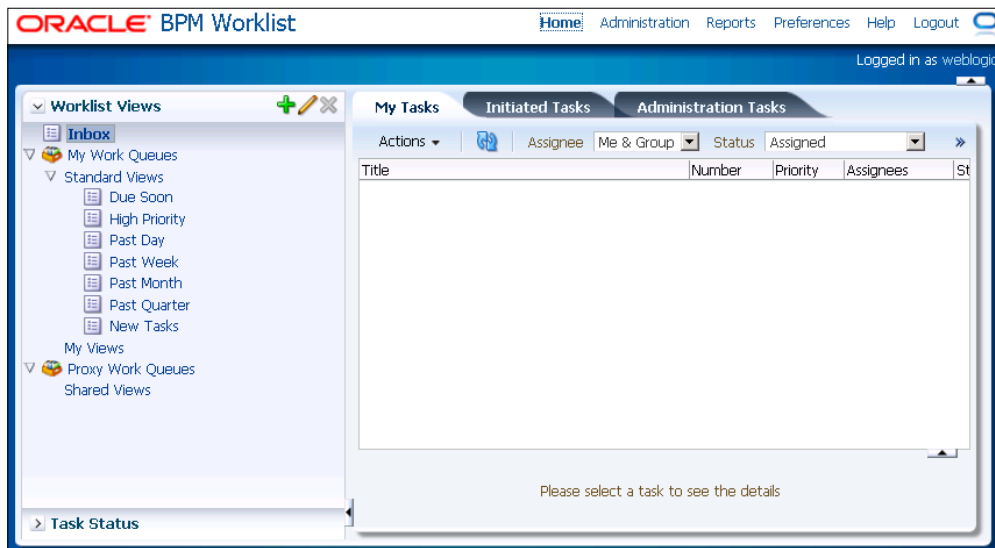 ORACLE BPM Worklist
Home Administration Reports Preferences Help Logout
Logged in as weblogic
Worklist Views
Inbox
My Work Queues
Standard Views
Due Soon
High Priority
Past Day
Past Week
Past Month
Past Quarter
New Tasks
My Views
Proxy Work Queues
Shared Views
Task Status
My Tasks Initiated Tasks Administration Tasks
Actions Assignee Me & Group Status Assigned »
Title Number Priority Assignees St
Please select a task to see the details